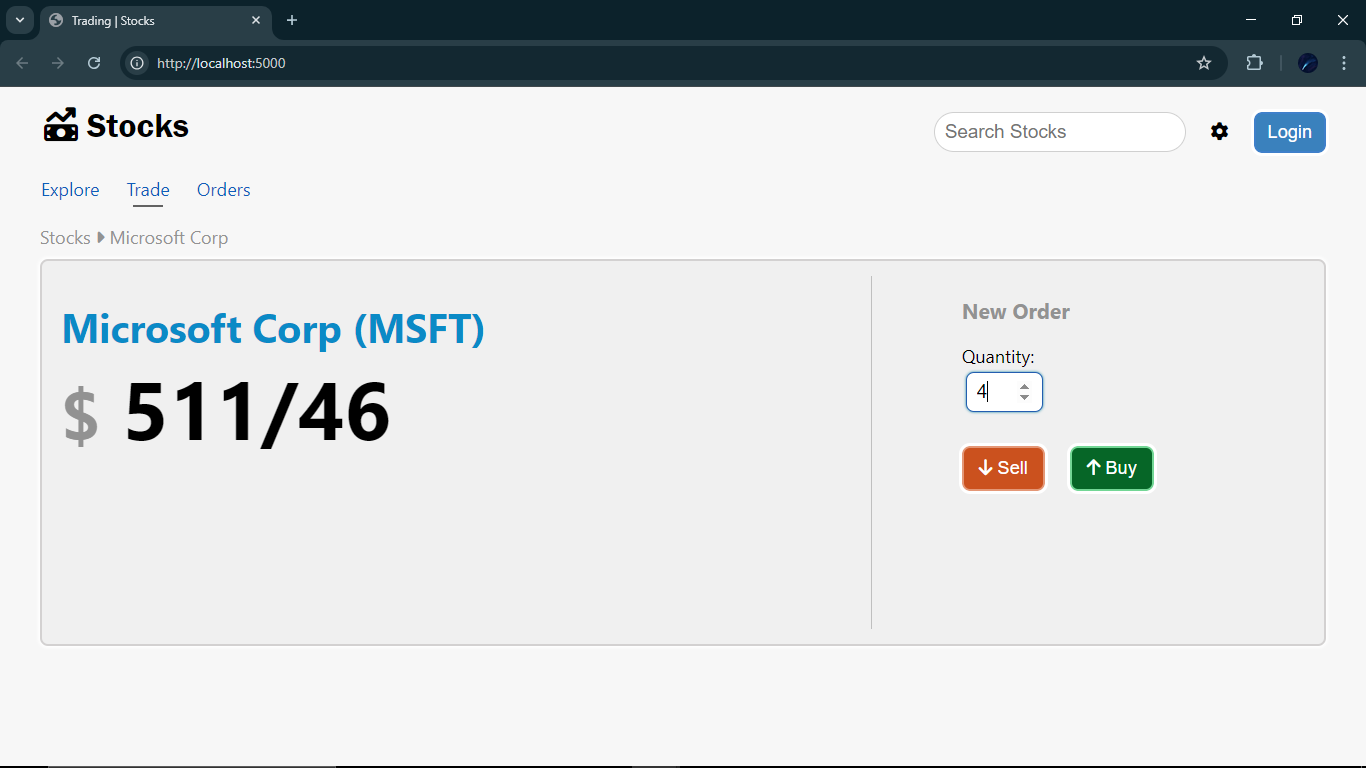 Trading | Stocks
http://localhost:5000
Stocks
Search Stocks
Login
Explore Trade Orders
Stocks Microsoft Corp
Microsoft Corp (MSFT)
$ 511/46
New Order
Quantity:
4
Sell Buy